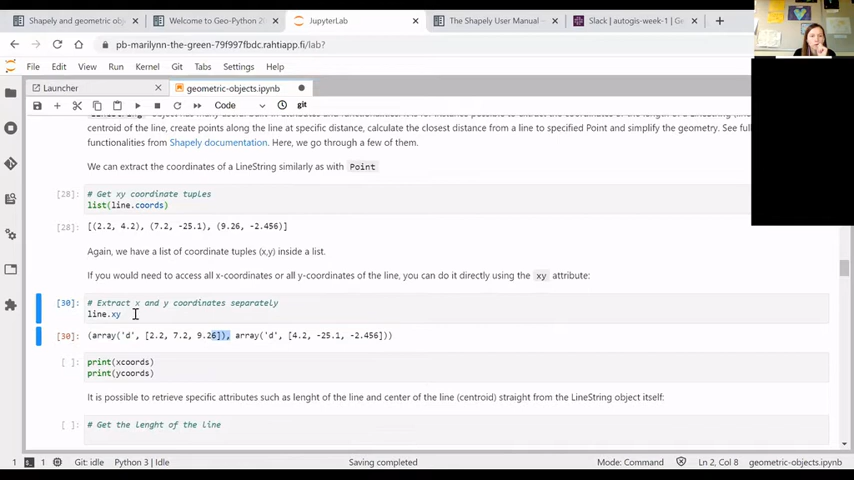 Shapely and geometric obj
Welcome to Geo-Python 20
JupyterLab
The Shapely User Manual —
Slack | autogis-week-1 | Ge
pb-marilynn-the-green-79f997fbdc.rahtiapp.fi/lab?
File Edit View Run Kernel Git Tabs Settings Help
Launcher
geometric-objects.ipynb
Code
git
centroid of the line, create points along the line at specific distance, calculate the closest distance from a line to specified Point and simplify the geometry. See full
functionalities from Shapely documentation. Here, we go through a few of them.
We can extract the coordinates of a LineString similarly as with Point
[28]: # Get xy coordinate tuples
list(line.coords)
[28]: [(2.2, 4.2), (7.2, -25.1), (9.26, -2.456)]
Again, we have a list of coordinate tuples (x,y) inside a list.
If you would need to access all x-coordinates or all y-coordinates of the line, you can do it directly using the xy attribute:
[30]: # Extract x and y coordinates separately
line.xy
[30]: (array('d', [2.2, 7.2, 9.26]), array('d', [4.2, -25.1, -2.456]))
[ ]: print(xcoords)
print(ycoords)
It is possible to retrieve specific attributes such as lenght of the line and center of the line (centroid) straight from the LineString object itself:
[ ]: # Get the lenght of the line
1
1
Git: idle
Python 3 | Idle
Saving completed
Mode: Command
Ln 2, Col 8
geometric-objects.ipynb